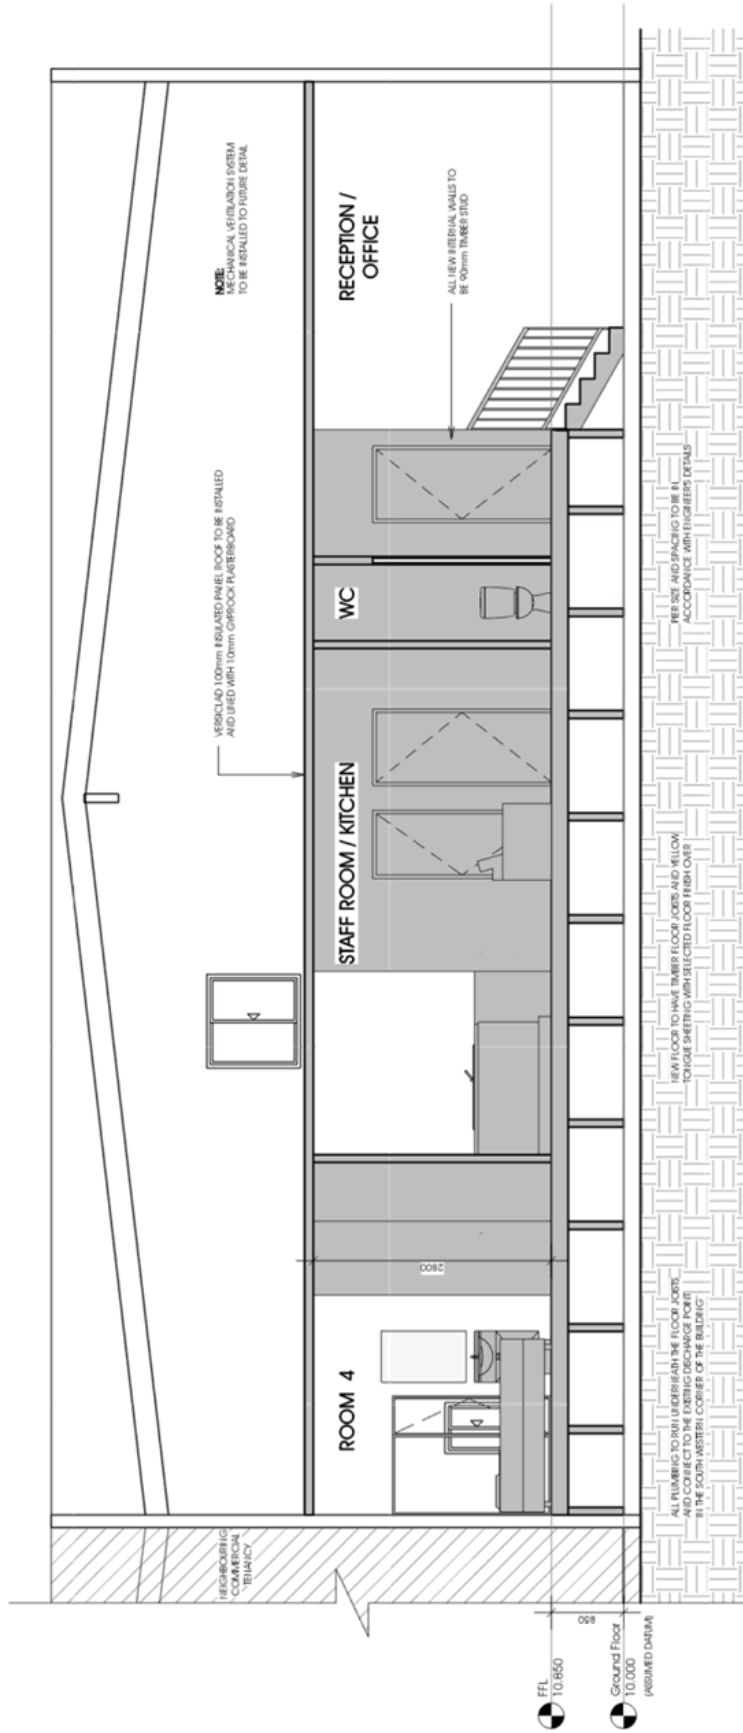 NOTE:
MECHANICAL VENTILATION SYSTEM
TO BE INSTALLED TO FUTURE DETAIL
VERSICLAD 100mm INSULATED PANEL ROOF TO BE INSTALLED
AND LINED WITH 10mm GYPROCK PLASTERBOARD
NEIGHBOURING
COMMERCIAL
TENANCY
ROOM 4
STAFF ROOM / KITCHEN
WC
RECEPTION /
OFFICE
ALL NEW INTERNAL WALLS TO
BE 90mm TIMBER STUD
2800
FFL
10.850
850
Ground Floor
10.000
(ASSUMED DATUM)
ALL PLUMBING TO RUN UNDERNEATH THE FLOOR JOISTS
AND CONNECT TO THE EXISTING DISCHARGE POINT
IN THE SOUTH WESTERN CORNER OF THE BUILDING
NEW FLOOR TO HAVE TIMBER FLOOR JOISTS AND YELLOW
TONGUE SHEETING WITH SELECTED FLOOR FINISH OVER
PIER SIZE AND SPACING TO BE IN
ACCORDANCE WITH ENGINEERS DETAILS